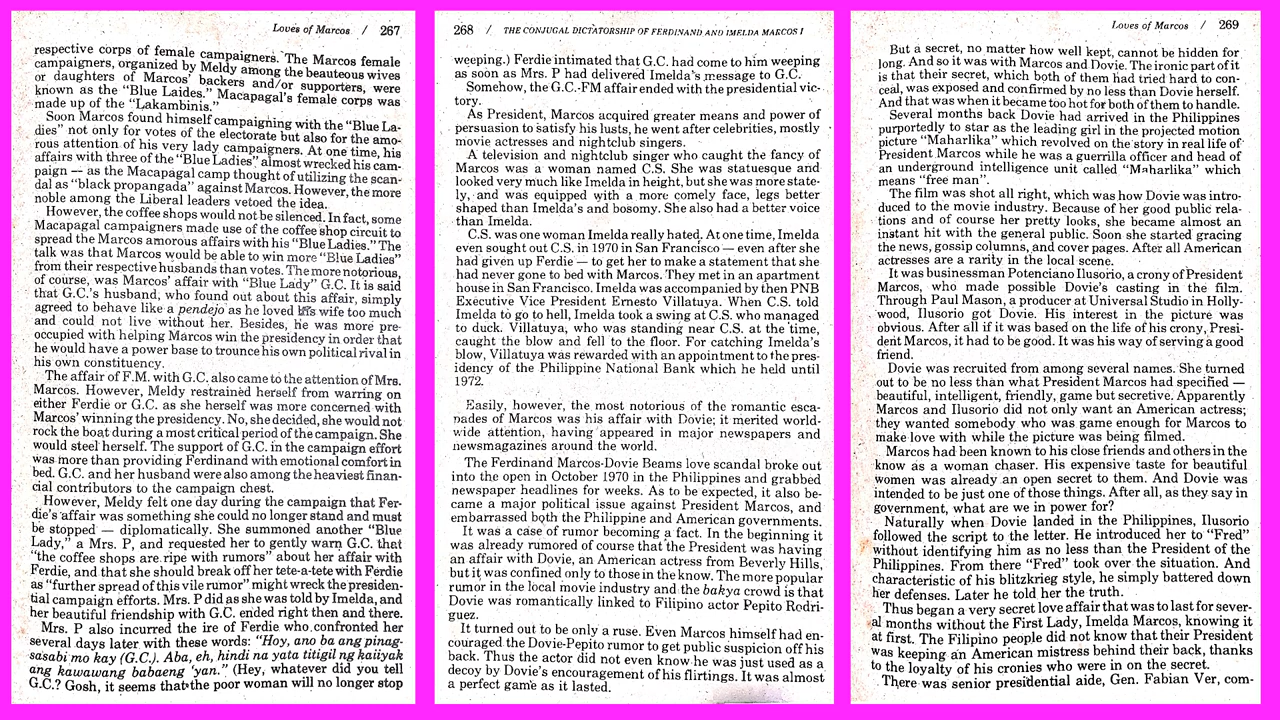 Loves of Marcos / 267
respective corps of female campaigners. The Marcos female
campaigners, organized by Meldy among the beauteous wives
or daughters of Marcos' backers and/or supporters, were
known as the "Blue Laides." Macapagal's female corps was
made up of the "Lakambinis."
Soon Marcos found himself campaigning with the "Blue La-
dies" not only for votes of the electorate but also for the amo-
rous attention of his very lady campaigners. At one time, his
affairs with three of the "Blue Ladies" almost wrecked his cam-
paign — as the Macapagal camp thought of utilizing the scan-
dal as "black propangada" against Marcos. However, the more
noble among the Liberal leaders vetoed the idea.
However, the coffee shops would not be silenced. In fact, some
Macapagal campaigners made use of the coffee shop circuit to
spread the Marcos amorous affairs with his "Blue Ladies." The
talk was that Marcos would be able to win more "Blue Ladies"
from their respective husbands than votes. The more notorious,
of course, was Marcos' affair with "Blue Lady" G.C. It is said
that G.C.'s husband, who found out about this affair, simply
agreed to behave like a pendejo as he loved his wife too much
and could not live without her. Besides, he was more pre-
occupied with helping Marcos win the presidency in order that
he would have a power base to trounce his own political rival in
his own constituency.
The affair of F.M. with G.C. also came to the attention of Mrs.
Marcos. However, Meldy restrained herself from warring on
either Ferdie or G.C. as she herself was more concerned with
Marcos' winning the presidency. No, she decided, she would not
rock the boat during a most critical period of the campaign. She
would steel herself. The support of G.C. in the campaign effort
was more than providing Ferdinand with emotional comfort in
bed. G.C. and her husband were also among the heaviest finan-
cial contributors to the campaign chest.
However, Meldy felt one day during the campaign that Fer-
die's affair was something she could no longer stand and must
be stopped — diplomatically. She summoned another "Blue
Lady," a Mrs. P, and requested her to gently warn G.C. that
"the coffee shops are ripe with rumors" about her affair with
Ferdie, and that she should break off her tete-a-tete with Ferdie
as "further spread of this vile rumor" might wreck the presiden-
tial campaign efforts. Mrs. P did as she was told by Imelda, and
her beautiful friendship with G.C. ended right then and there.
Mrs. P also incurred the ire of Ferdie who confronted her
several days later with these words: "Hoy, ano ba ang pinag-
sasabi mo kay (G.C.). Aba, eh, hindi na yata titigil ng kaiiyak
ang kawawang babaeng 'yan." (Hey, whatever did you tell
G.C.? Gosh, it seems that the poor woman will no longer stop
268 / THE CONJUGAL DICTATORSHIP OF FERDINAND AND IMELDA MARCOS I
weeping.) Ferdie intimated that G.C. had come to him weeping
as soon as Mrs. P had delivered Imelda's message to G.C.
Somehow, the G.C.-FM affair ended with the presidential vic-
tory.
As President, Marcos acquired greater means and power of
persuasion to satisfy his lusts, he went after celebrities, mostly
movie actresses and nightclub singers.
A television and nightclub singer who caught the fancy of
Marcos was a woman named C.S. She was statuesque and
looked very much like Imelda in height, but she was more state-
ly, and was equipped with a more comely face, legs better
shaped than Imelda's and bosomy. She also had a better voice
than Imelda.
C.S. was one woman Imelda really hated. At one time, Imelda
even sought out C.S. in 1970 in San Francisco — even after she
had given up Ferdie — to get her to make a statement that she
had never gone to bed with Marcos. They met in an apartment
house in San Francisco. Imelda was accompanied by then PNB
Executive Vice President Ernesto Villatuya. When C.S. told
Imelda to go to hell, Imelda took a swing at C.S. who managed
to duck. Villatuya, who was standing near C.S. at the time,
caught the blow and fell to the floor. For catching Imelda's
blow, Villatuya was rewarded with an appointment to the pres-
idency of the Philippine National Bank which he held until
1972.
Easily, however, the most notorious of the romantic esca-
pades of Marcos was his affair with Dovie; it merited world-
wide attention, having appeared in major newspapers and
newsmagazines around the world.
The Ferdinand Marcos-Dovie Beams love scandal broke out
into the open in October 1970 in the Philippines and grabbed
newspaper headlines for weeks. As to be expected, it also be-
came a major political issue against President Marcos, and
embarrassed both the Philippine and American governments.
It was a case of rumor becoming a fact. In the beginning it
was already rumored of course that the President was having
an affair with Dovie, an American actress from Beverly Hills,
but it was confined only to those in the know. The more popular
rumor in the local movie industry and the bakya crowd is that
Dovie was romantically linked to Filipino actor Pepito Rodri-
guez.
It turned out to be only a ruse. Even Marcos himself had en-
couraged the Dovie-Pepito rumor to get public suspicion off his
back. Thus the actor did not even know he was just used as a
decoy by Dovie's encouragement of his flirtings. It was almost
a perfect game as it lasted.
Loves of Marcos / 269
But a secret, no matter how well kept, cannot be hidden for
long. And so it was with Marcos and Dovie. The ironic part of it
is that their secret, which both of them had tried hard to con-
ceal, was exposed and confirmed by no less than Dovie herself.
And that was when it became too hot for both of them to handle.
Several months back Dovie had arrived in the Philippines
purportedly to star as the leading girl in the projected motion
picture "Maharlika" which revolved on the story in real life of
President Marcos while he was a guerrilla officer and head of
an underground intelligence unit called "Maharlika" which
means "free man".
The film was shot all right, which was how Dovie was intro-
duced to the movie industry. Because of her good public rela-
tions and of course her pretty looks, she became almost an
instant hit with the general public. Soon she started gracing
the news, gossip columns, and cover pages. After all American
actresses are a rarity in the local scene.
It was businessman Potenciano Ilusorio, a crony of President
Marcos, who made possible Dovie's casting in the film.
Through Paul Mason, a producer at Universal Studio in Holly-
wood, Ilusorio got Dovie. His interest in the picture was
obvious. After all if it was based on the life of his crony, Presi-
dent Marcos, it had to be good. It was his way of serving a good
friend.
Dovie was recruited from among several names. She turned
out to be no less than what President Marcos had specified —
beautiful, intelligent, friendly, game but secretive. Apparently
Marcos and Ilusorio did not only want an American actress;
they wanted somebody who was game enough for Marcos to
make love with while the picture was being filmed.
Marcos had been known to his close friends and others in the
know as a woman chaser. His expensive taste for beautiful
women was already an open secret to them. And Dovie was
intended to be just one of those things. After all, as they say in
government, what are we in power for?
Naturally when Dovie landed in the Philippines, Ilusorio
followed the script to the letter. He introduced her to "Fred"
without identifying him as no less than the President of the
Philippines. From there "Fred" took over the situation. And
characteristic of his blitzkrieg style, he simply battered down
her defenses. Later he told her the truth.
Thus began a very secret love affair that was to last for sever-
al months without the First Lady, Imelda Marcos, knowing it
at first. The Filipino people did not know that their President
was keeping an American mistress behind their back, thanks
to the loyalty of his cronies who were in on the secret.
There was senior presidential aide, Gen. Fabian Ver, com-